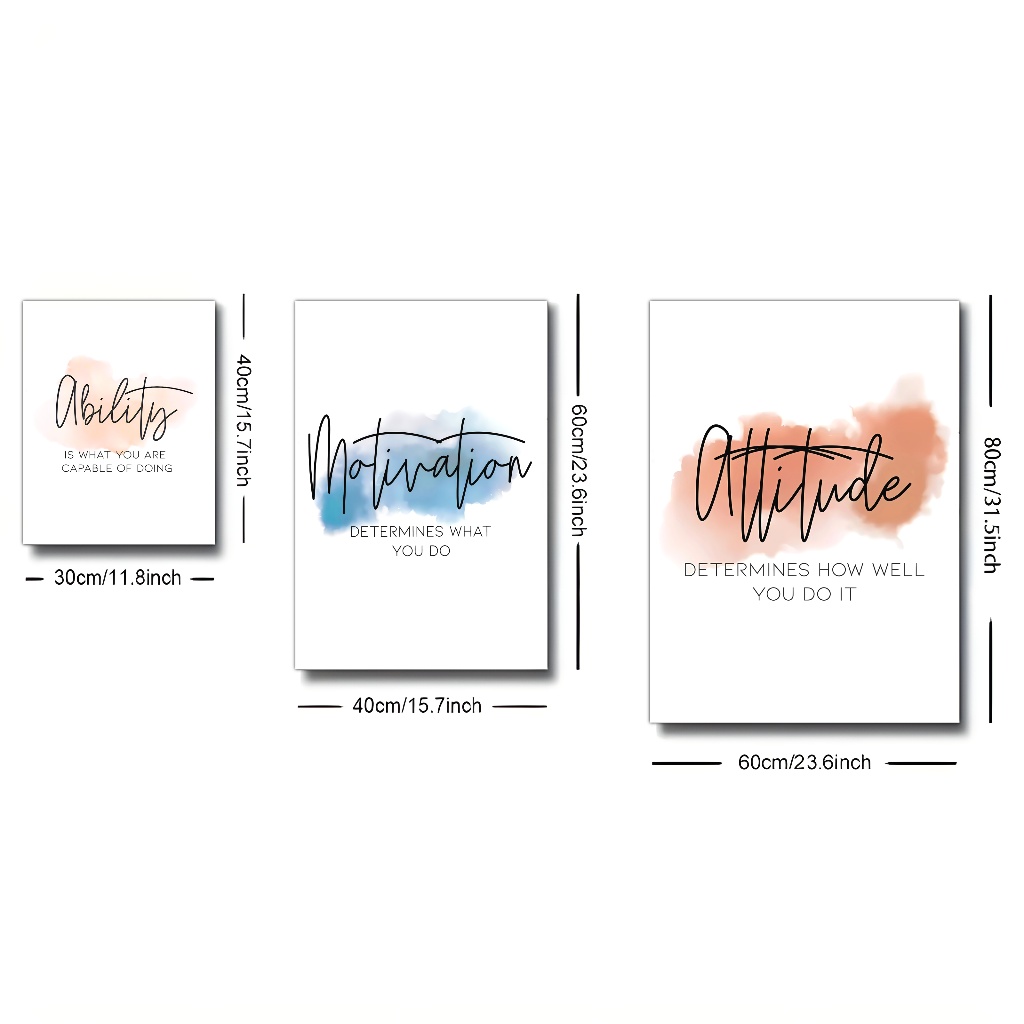 Ability
IS WHAT YOU ARE
CAPABLE OF DOING
40cm/15.7inch
30cm/11.8inch
Motivation
DETERMINES WHAT
YOU DO
60cm/23.6inch
40cm/15.7inch
Attitude
DETERMINES HOW WELL
YOU DO IT
80cm/31.5inch
60cm/23.6inch